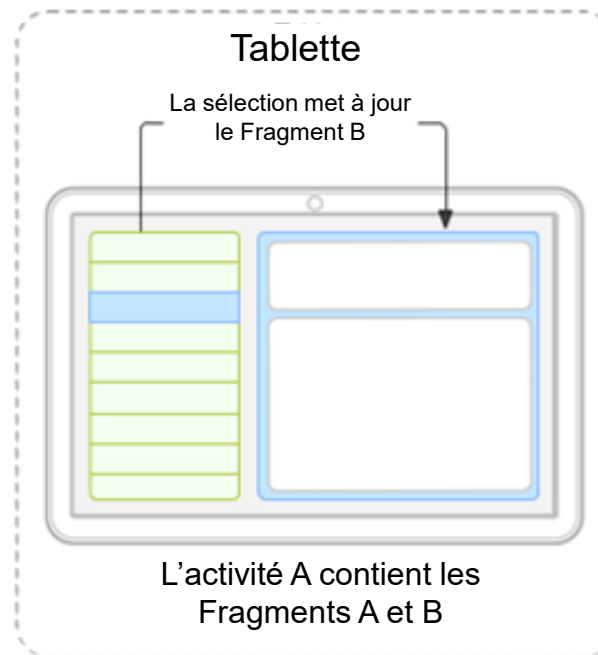 Tablette
La sélection met à jour
le Fragment B
L’activité A contient les
Fragments A et B